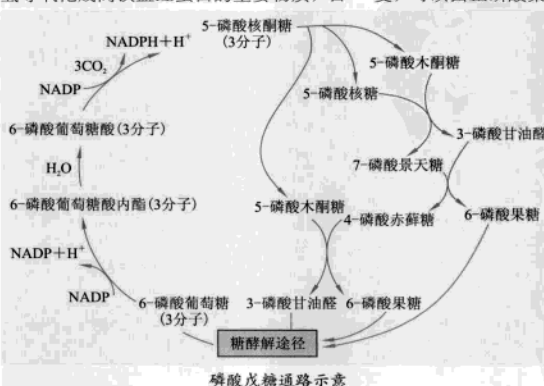 NADPH+H⁺
3CO₂
NADP
5-磷酸核酮糖
(3分子)
5-磷酸木酮糖
5-磷酸核糖
6-磷酸葡萄糖酸(3分子)
3-磷酸甘油醛
7-磷酸景天糖
H₂O
6-磷酸葡萄糖酸内酯(3分子)
5-磷酸木酮糖
4-磷酸赤藓糖
6-磷酸果糖
NADP+H⁺
NADP
6-磷酸葡萄糖
(3分子)
3-磷酸甘油醛
6-磷酸果糖
糖酵解途径
磷酸戊糖通路示意